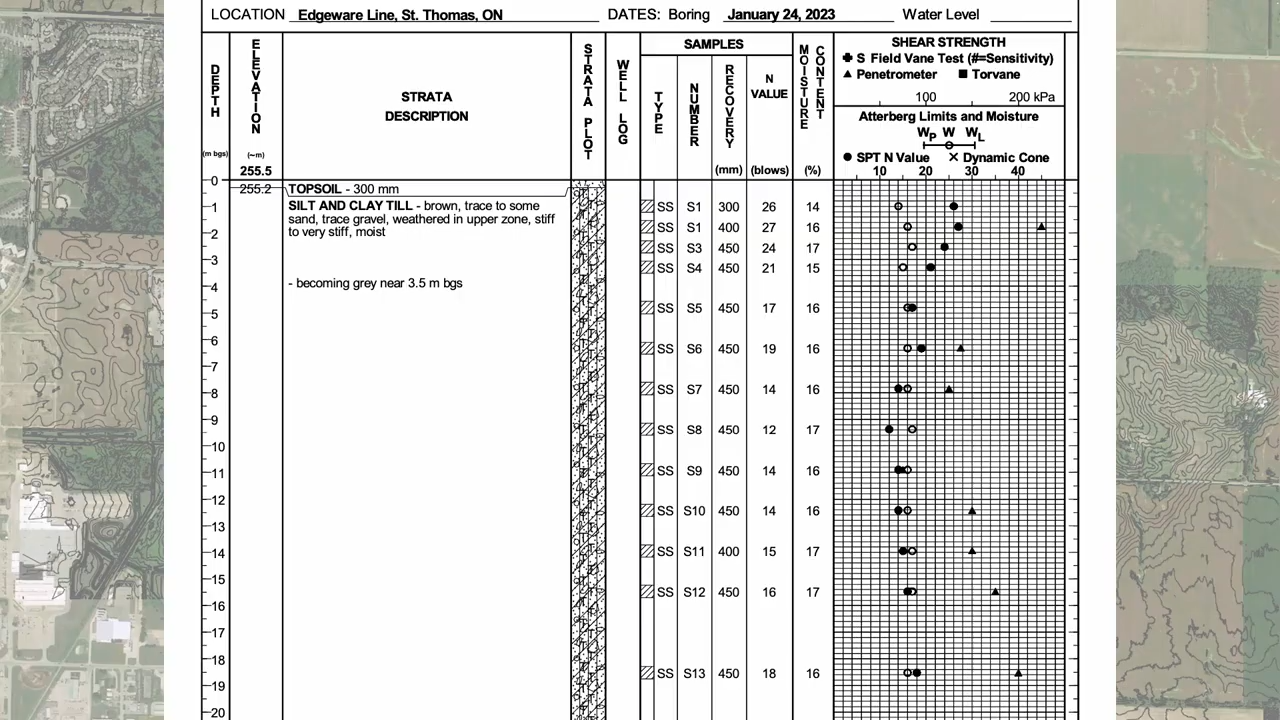 LOCATION Edgeware Line, St. Thomas, ON DATES: Boring January 24, 2023 Water Level
DEPTH
(m bgs)
ELEVATION
(~m)
255.5
STRATA
DESCRIPTION
STRATA PLOT
WELL LOG
SAMPLES
TYPE
NUMBER
RECOVERY
(mm)
N
VALUE
(blows)
MOISTURE
CONTENT
(%)
SHEAR STRENGTH
S Field Vane Test (#=Sensitivity)
Penetrometer Torvane
100 200 kPa
Atterberg Limits and Moisture
WP W WL
SPT N Value Dynamic Cone
10 20 30 40
0
255.2 TOPSOIL - 300 mm
SILT AND CLAY TILL - brown, trace to some
sand, trace gravel, weathered in upper zone, stiff
to very stiff, moist
- becoming grey near 3.5 m bgs
1 SS S1 300 26 14
2 SS S1 400 27 16
3 SS S3 450 24 17
SS S4 450 21 15
4
5 SS S5 450 17 16
6 SS S6 450 19 16
7
8 SS S7 450 14 16
9 SS S8 450 12 17
10
11 SS S9 450 14 16
12 SS S10 450 14 16
13
14 SS S11 400 15 17
15 SS S12 450 16 17
16
17
18 SS S13 450 18 16
19
20